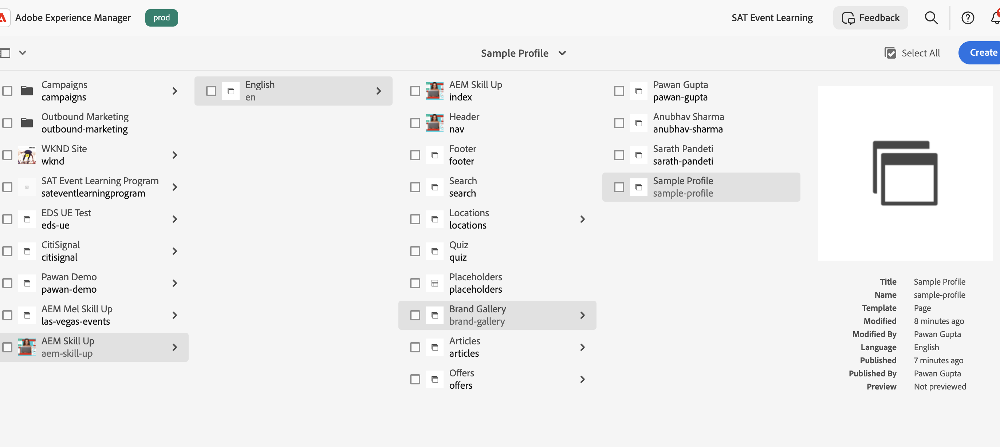 Adobe Experience Manager
prod
SAT Event Learning
Feedback
Sample Profile
Select All
Create
Campaigns
campaigns
Outbound Marketing
outbound-marketing
WKND Site
wknd
SAT Event Learning Program
sateventlearningprogram
EDS UE Test
eds-ue
CitiSignal
citisignal
Pawan Demo
pawan-demo
AEM Mel Skill Up
las-vegas-events
AEM Skill Up
aem-skill-up
English
en
AEM Skill Up
index
Header
nav
Footer
footer
Search
search
Locations
locations
Quiz
quiz
Placeholders
placeholders
Brand Gallery
brand-gallery
Articles
articles
Offers
offers
Pawan Gupta
pawan-gupta
Anubhav Sharma
anubhav-sharma
Sarath Pandeti
sarath-pandeti
Sample Profile
sample-profile
Title Sample Profile
Name sample-profile
Template Page
Modified 8 minutes ago
Modified By Pawan Gupta
Language English
Published 7 minutes ago
Published By Pawan Gupta
Preview Not previewed